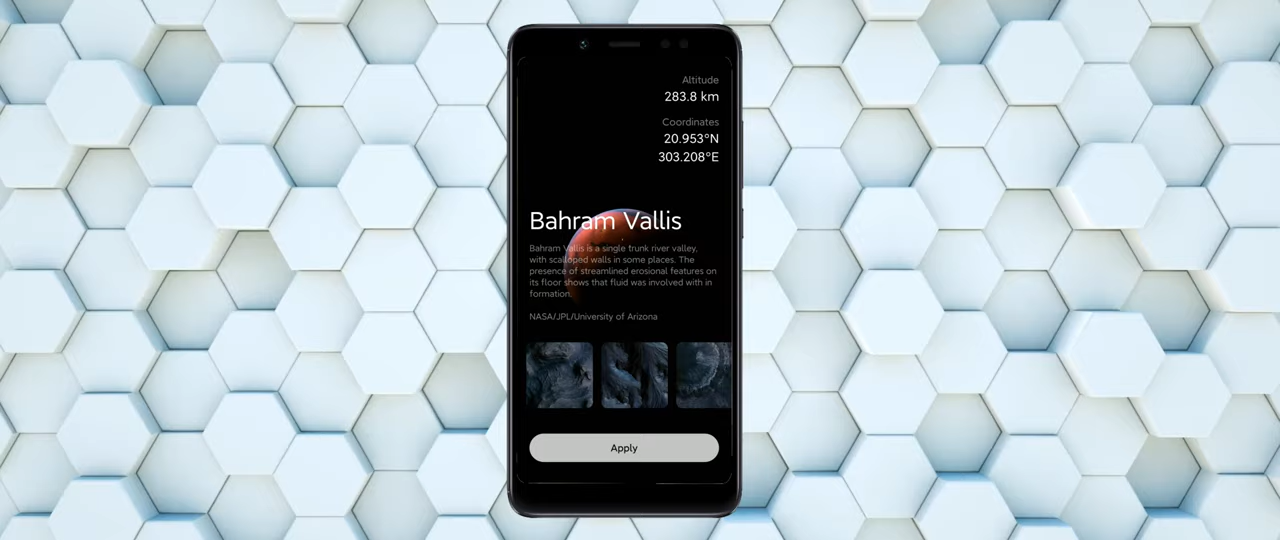 Altitude
283.8 km
Coordinates
20.953°N
303.208°E
Bahram Vallis
Bahram Vallis is a single trunk river valley,
with scalloped walls in some places. The
presence of streamlined erosional features on
its floor shows that fluid was involved with in
formation.
NASA/JPL/University of Arizona
Apply